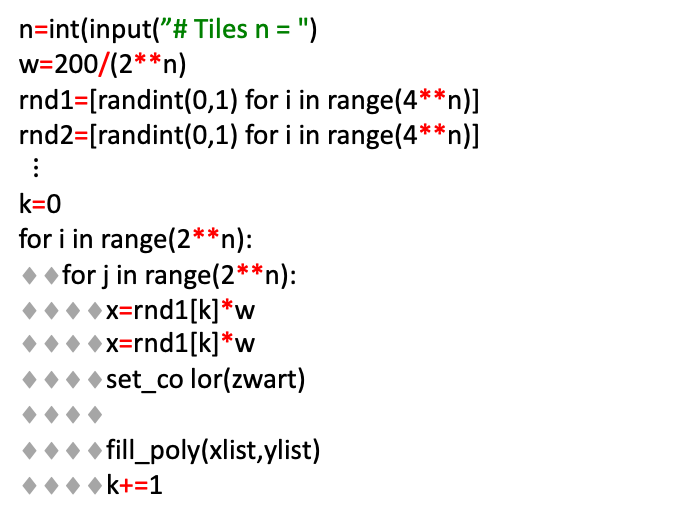 n=int(input(”# Tiles n = ")
w=200/(2**n)
rnd1=[randint(0,1) for i in range(4**n)]
rnd2=[randint(0,1) for i in range(4**n)]
⋮
k=0
for i in range(2**n):
♦♦for j in range(2**n):
♦♦♦♦x=rnd1[k]*w
♦♦♦♦x=rnd1[k]*w
♦♦♦♦set_co lor(zwart)
♦♦♦♦
♦♦♦♦fill_poly(xlist,ylist)
♦♦♦♦k+=1